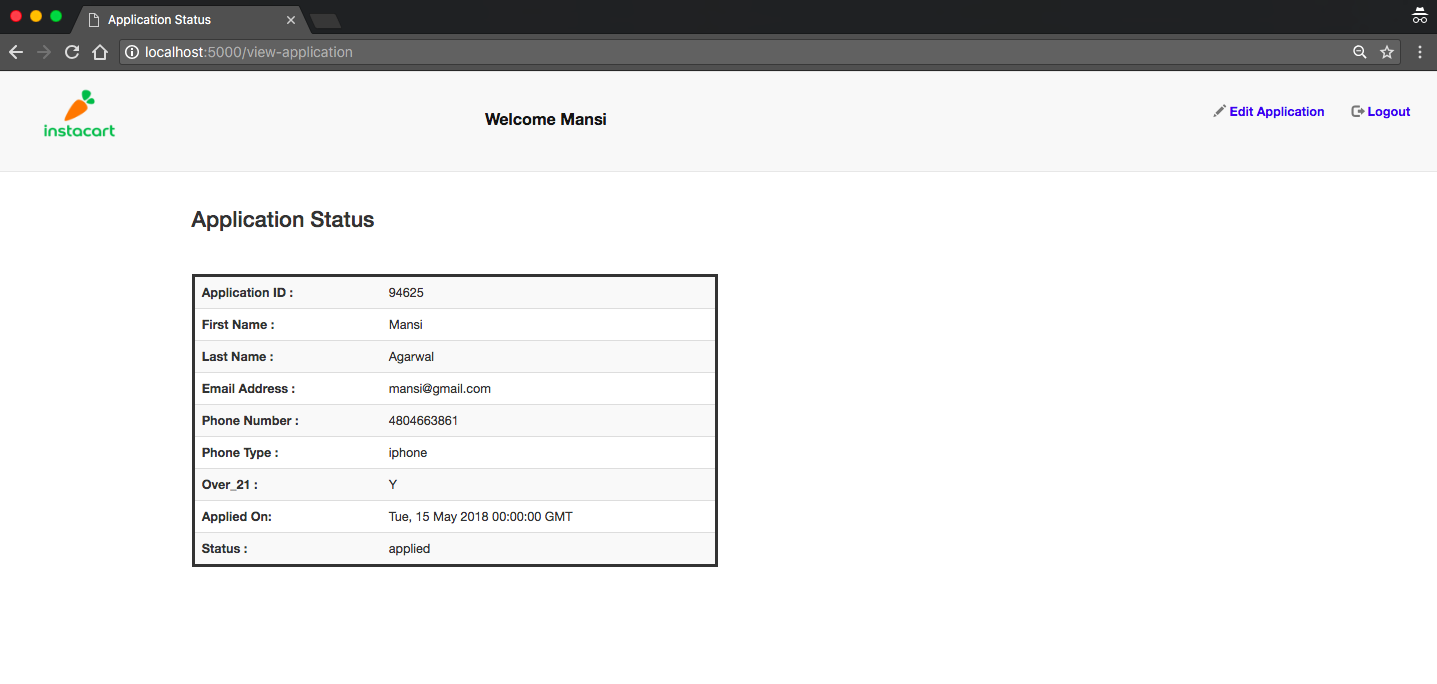 Application Status
localhost:5000/view-application
instacart
Welcome Mansi
Edit Application
Logout
Application Status
Application ID : 94625
First Name : Mansi
Last Name : Agarwal
Email Address : mansi@gmail.com
Phone Number : 4804663861
Phone Type : iphone
Over_21 : Y
Applied On: Tue, 15 May 2018 00:00:00 GMT
Status : applied